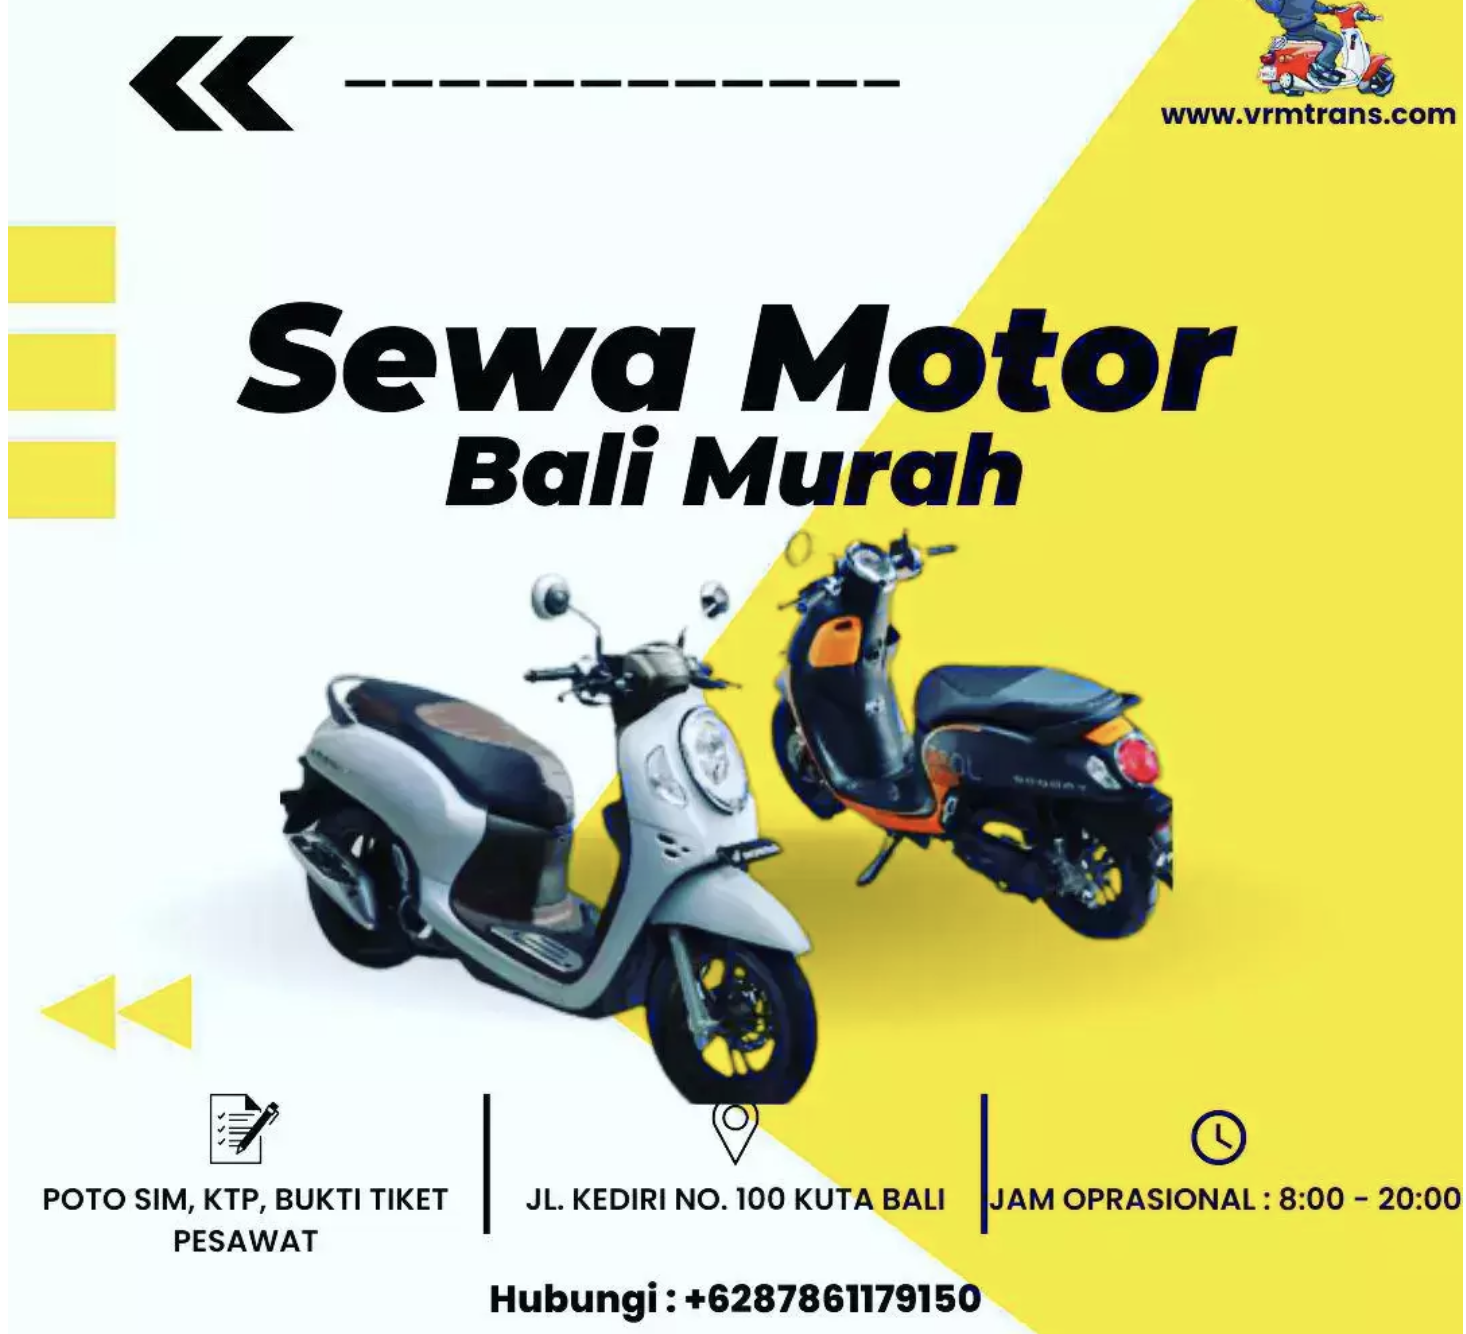 www.vrmtrans.com
Sewa Motor
Bali Murah
POTO SIM, KTP, BUKTI TIKET
PESAWAT
JL. KEDIRI NO. 100 KUTA BALI
JAM OPRASIONAL : 8:00 - 20:00
Hubungi : +6287861179150